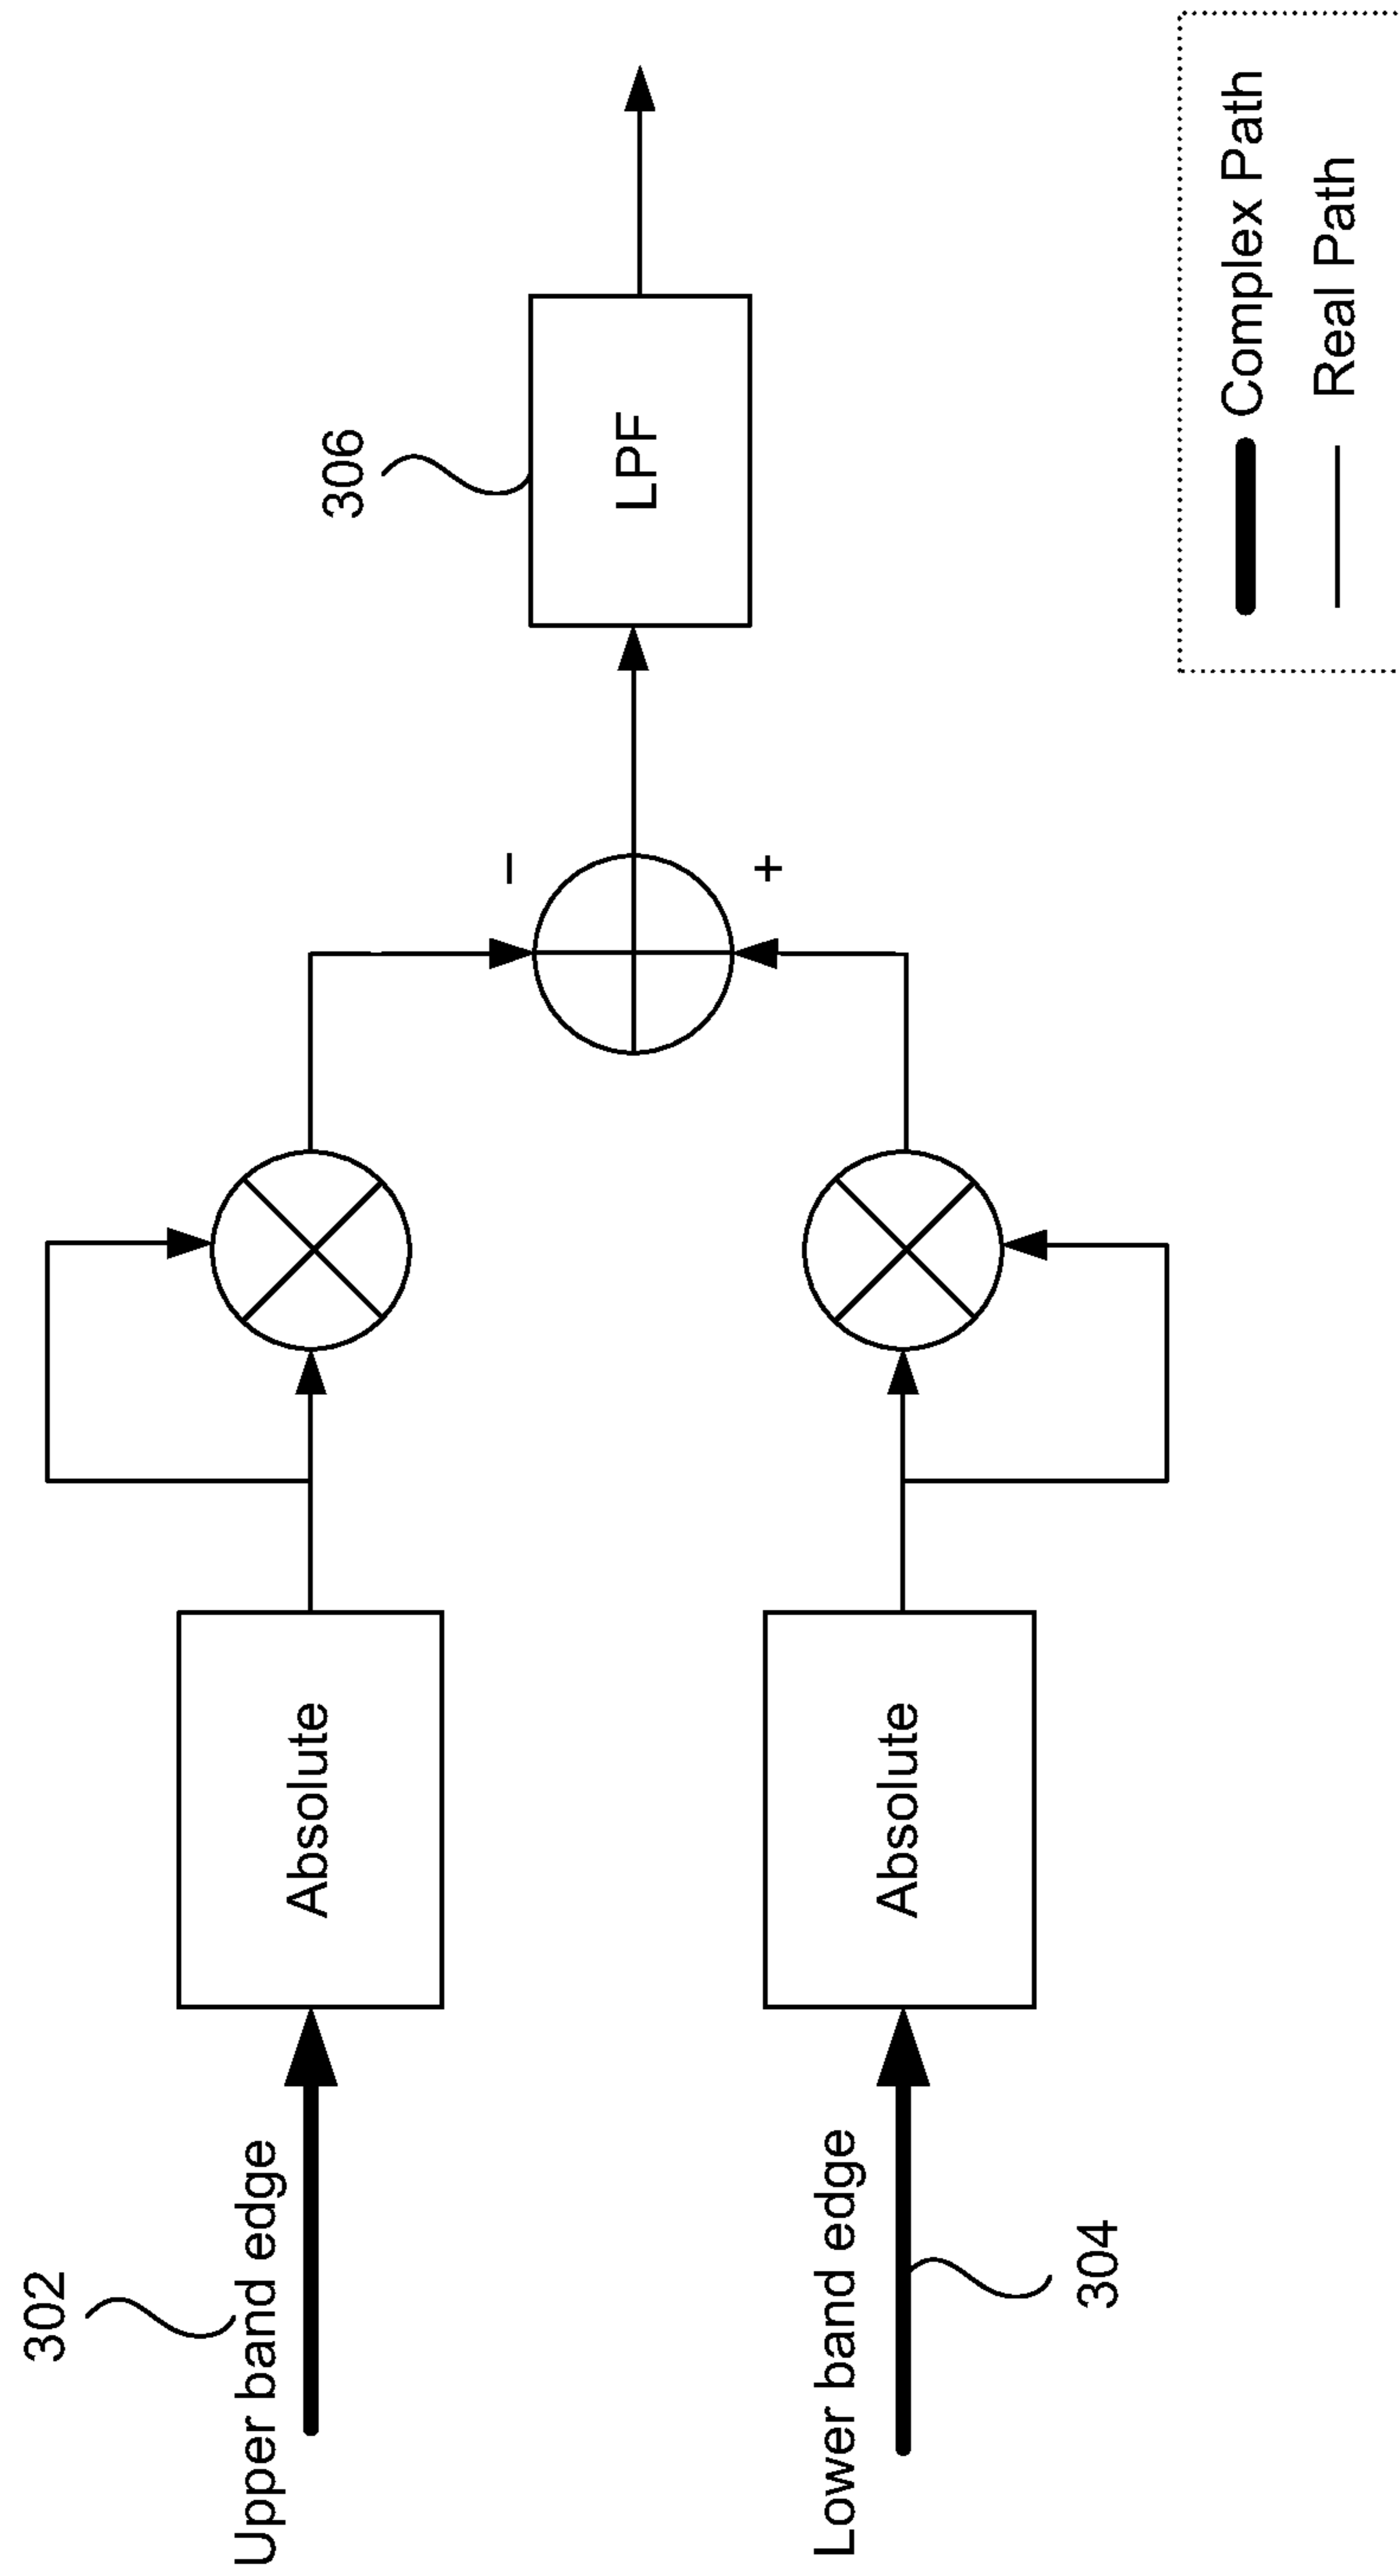 302
Upper band edge
Absolute
306
–
LPF
+
Lower band edge
Absolute
304
Complex Path
Real Path